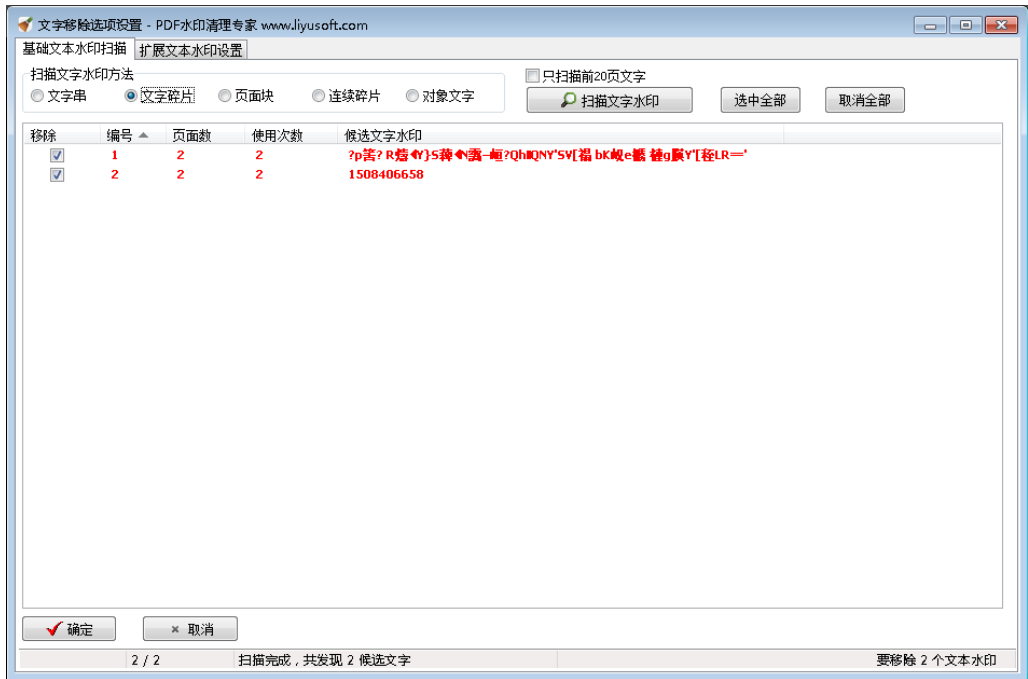 文字移除选项设置 - PDF水印清理专家 www.liyusoft.com
基础文本水印扫描 扩展文本水印设置
扫描文字水印方法 只扫描前20页文字
文字串 文字碎片 页面块 连续碎片 对象文字 扫描文字水印 选中全部 取消全部
移除 编号 页面数 使用次数 候选文字水印
1 2 2
2 2 2 1508406658
确定 取消
2 / 2 扫描完成，共发现 2 候选文字 要移除 2 个文本水印